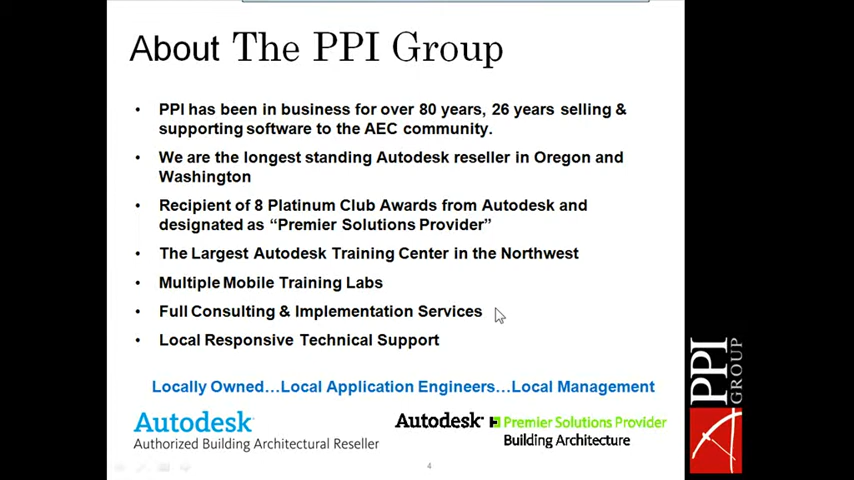 About The PPI Group
• PPI has been in business for over 80 years, 26 years selling &
supporting software to the AEC community.
• We are the longest standing Autodesk reseller in Oregon and
Washington
• Recipient of 8 Platinum Club Awards from Autodesk and
designated as “Premier Solutions Provider”
• The Largest Autodesk Training Center in the Northwest
• Multiple Mobile Training Labs
• Full Consulting & Implementation Services
• Local Responsive Technical Support
Locally Owned…Local Application Engineers…Local Management
Autodesk
Authorized Building Architectural Reseller
Autodesk Premier Solutions Provider
Building Architecture
4
PPI
GROUP